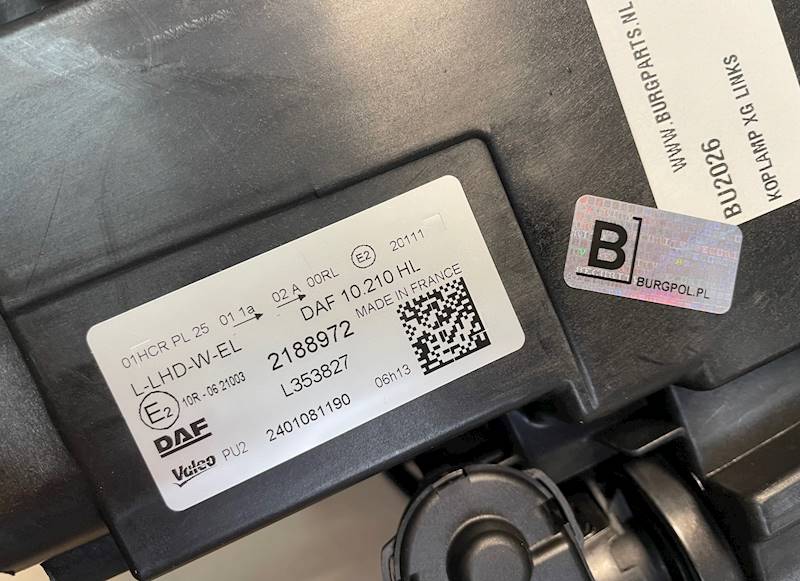 01HCR PL 25 01 1a 02 A 00RL E2 20111
L-LHD-W-EL DAF 10.210 HL
E2 10R - 06 21003 2188972 MADE IN FRANCE
DAF L353827
Valeo PU2 2401081190 06h13
WWW.BURGPARTS.NL
BU2026
KOPLAMP XG LINKS
B
BURGPOL.PL